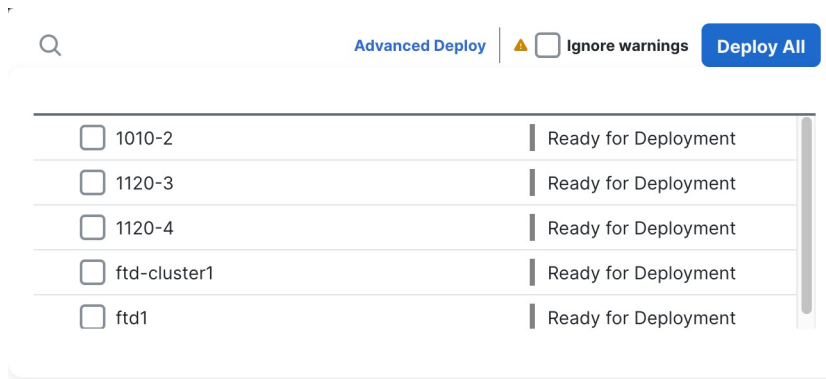 Advanced Deploy Ignore warnings Deploy All
1010-2 Ready for Deployment
1120-3 Ready for Deployment
1120-4 Ready for Deployment
ftd-cluster1 Ready for Deployment
ftd1 Ready for Deployment